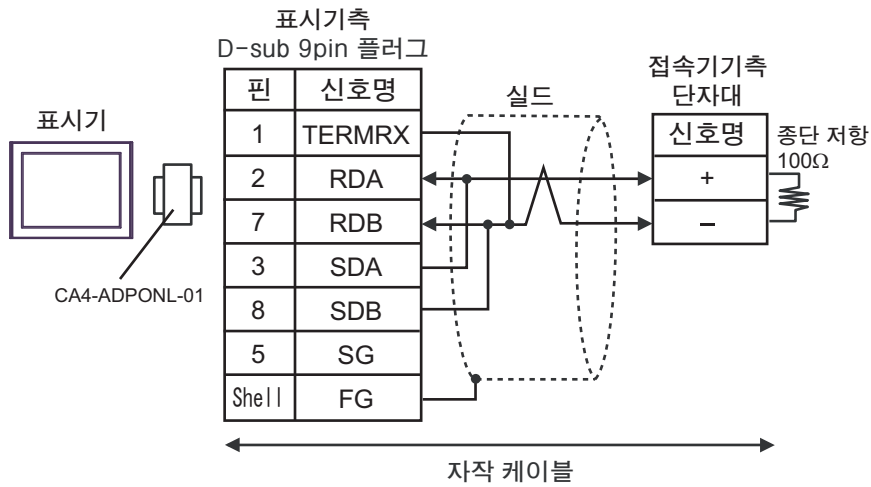 표시기측
D-sub 9pin 플러그
표시기
CA4-ADPONL-01
핀 신호명
1 TERMRX
2 RDA
7 RDB
3 SDA
8 SDB
5 SG
Shell FG
실드
접속기기측
단자대
신호명
+
−
종단 저항
100Ω
자작 케이블